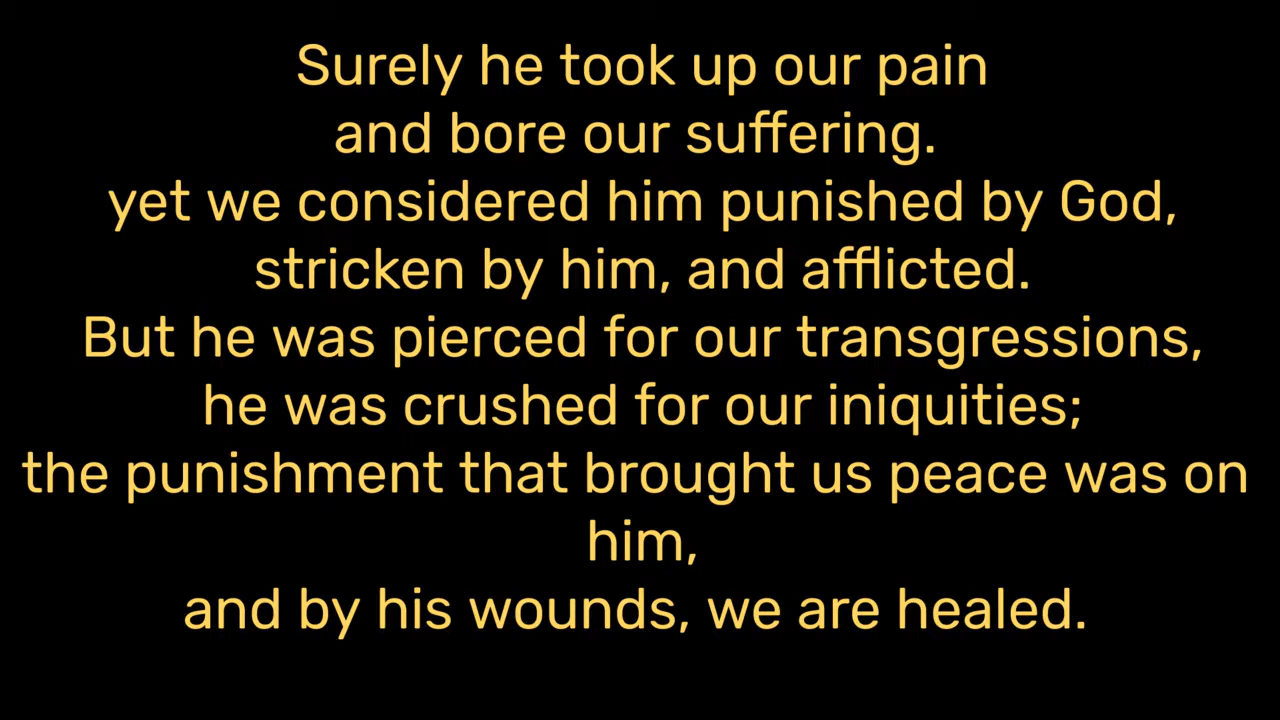 Surely he took up our pain
and bore our suffering.
yet we considered him punished by God,
stricken by him, and afflicted.
But he was pierced for our transgressions,
he was crushed for our iniquities;
the punishment that brought us peace was on
him,
and by his wounds, we are healed.